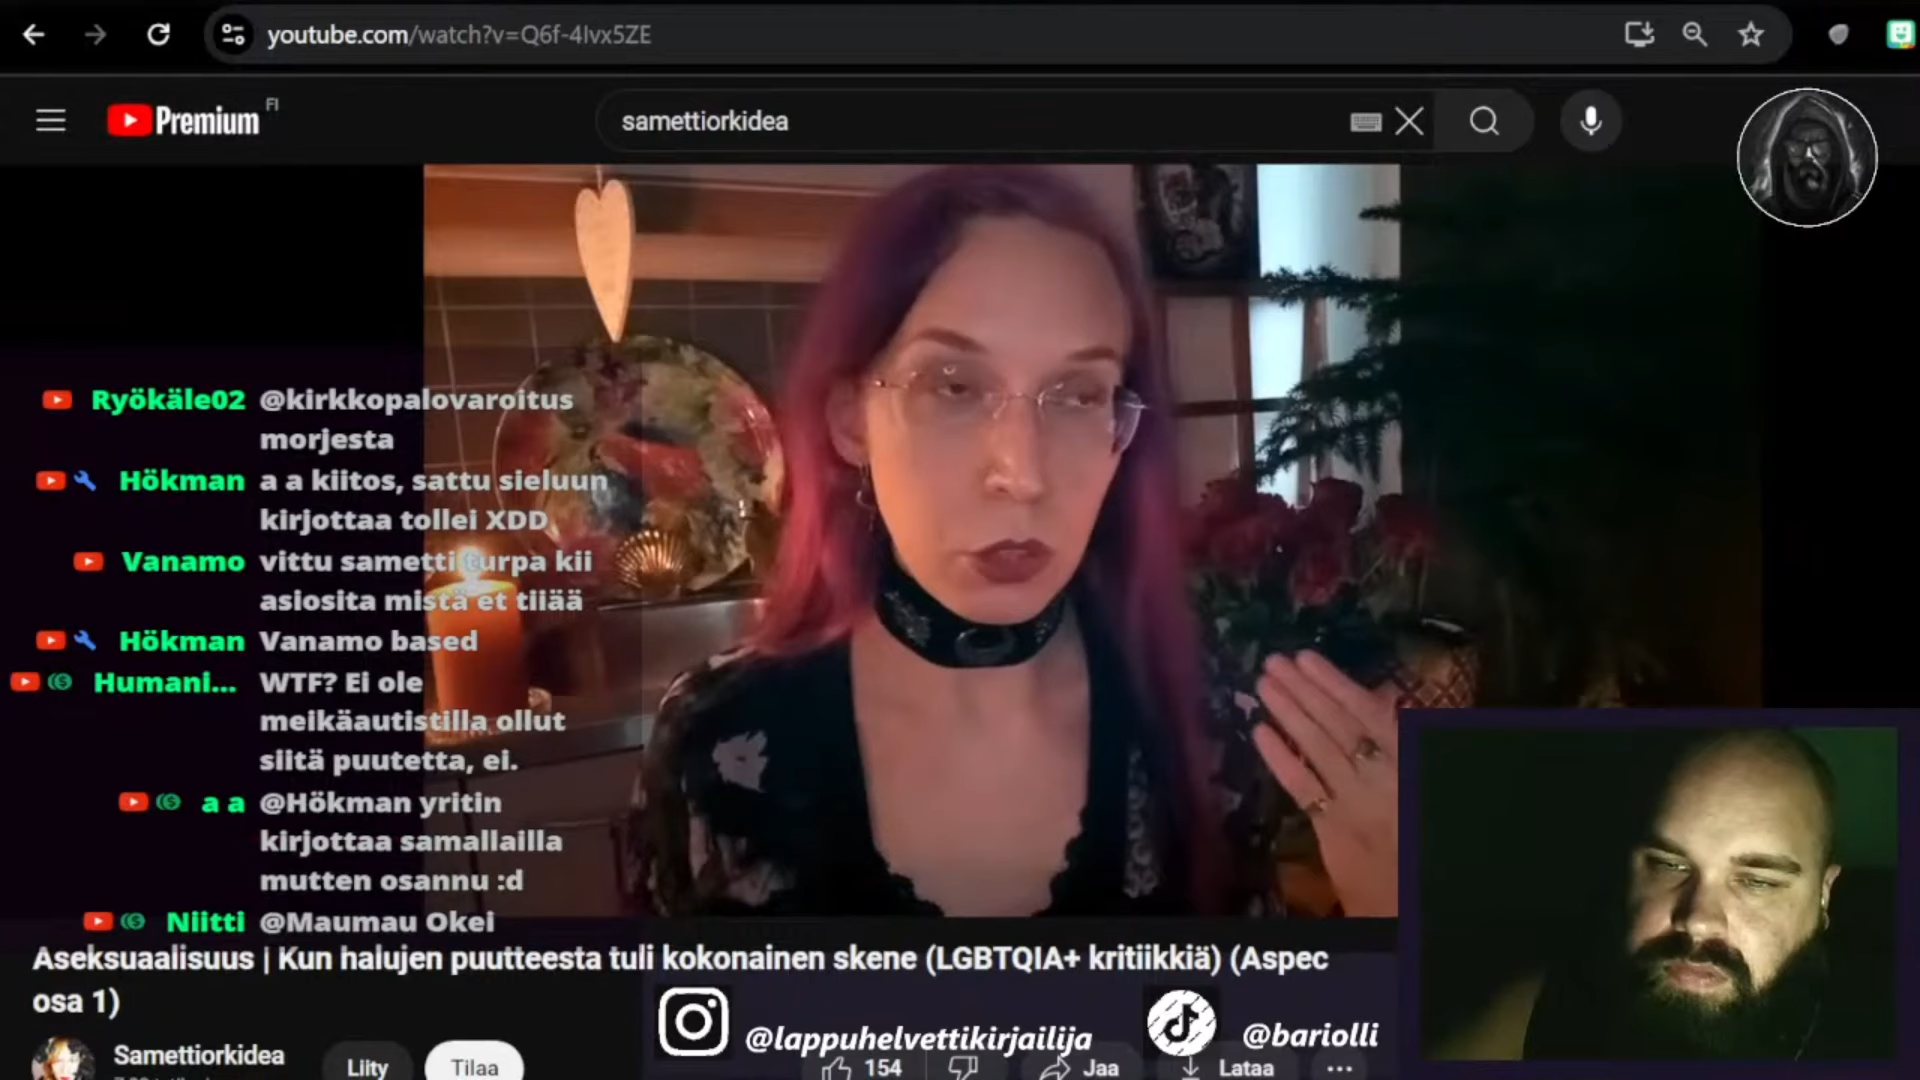 youtube.com/watch?v=Q6f-4lvx5ZE
Premium FI
samettiorkidea
Ryökäle02 @kirkkopalovaroitus
morjesta
Hökman a a kiitos, sattu sieluun
kirjottaa tollei XDD
Vanamo vittu sametti turpa kii
asiosita mistä et tiiää
Hökman Vanamo based
Humani... WTF? Ei ole
meikäautistilla ollut
siitä puutetta, ei.
a a @Hökman yritin
kirjottaa samallailla
mutten osannu :d
Niitti @Maumau Okei
Aseksuaalisuus | Kun halujen puutteesta tuli kokonainen skene (LGBTQIA+ kritiikkiä) (Aspec
osa 1)
@lappuhelvettikirjailija
@bariolli
Samettiorkidea
Liity
Tilaa
154
Jaa
Lataa